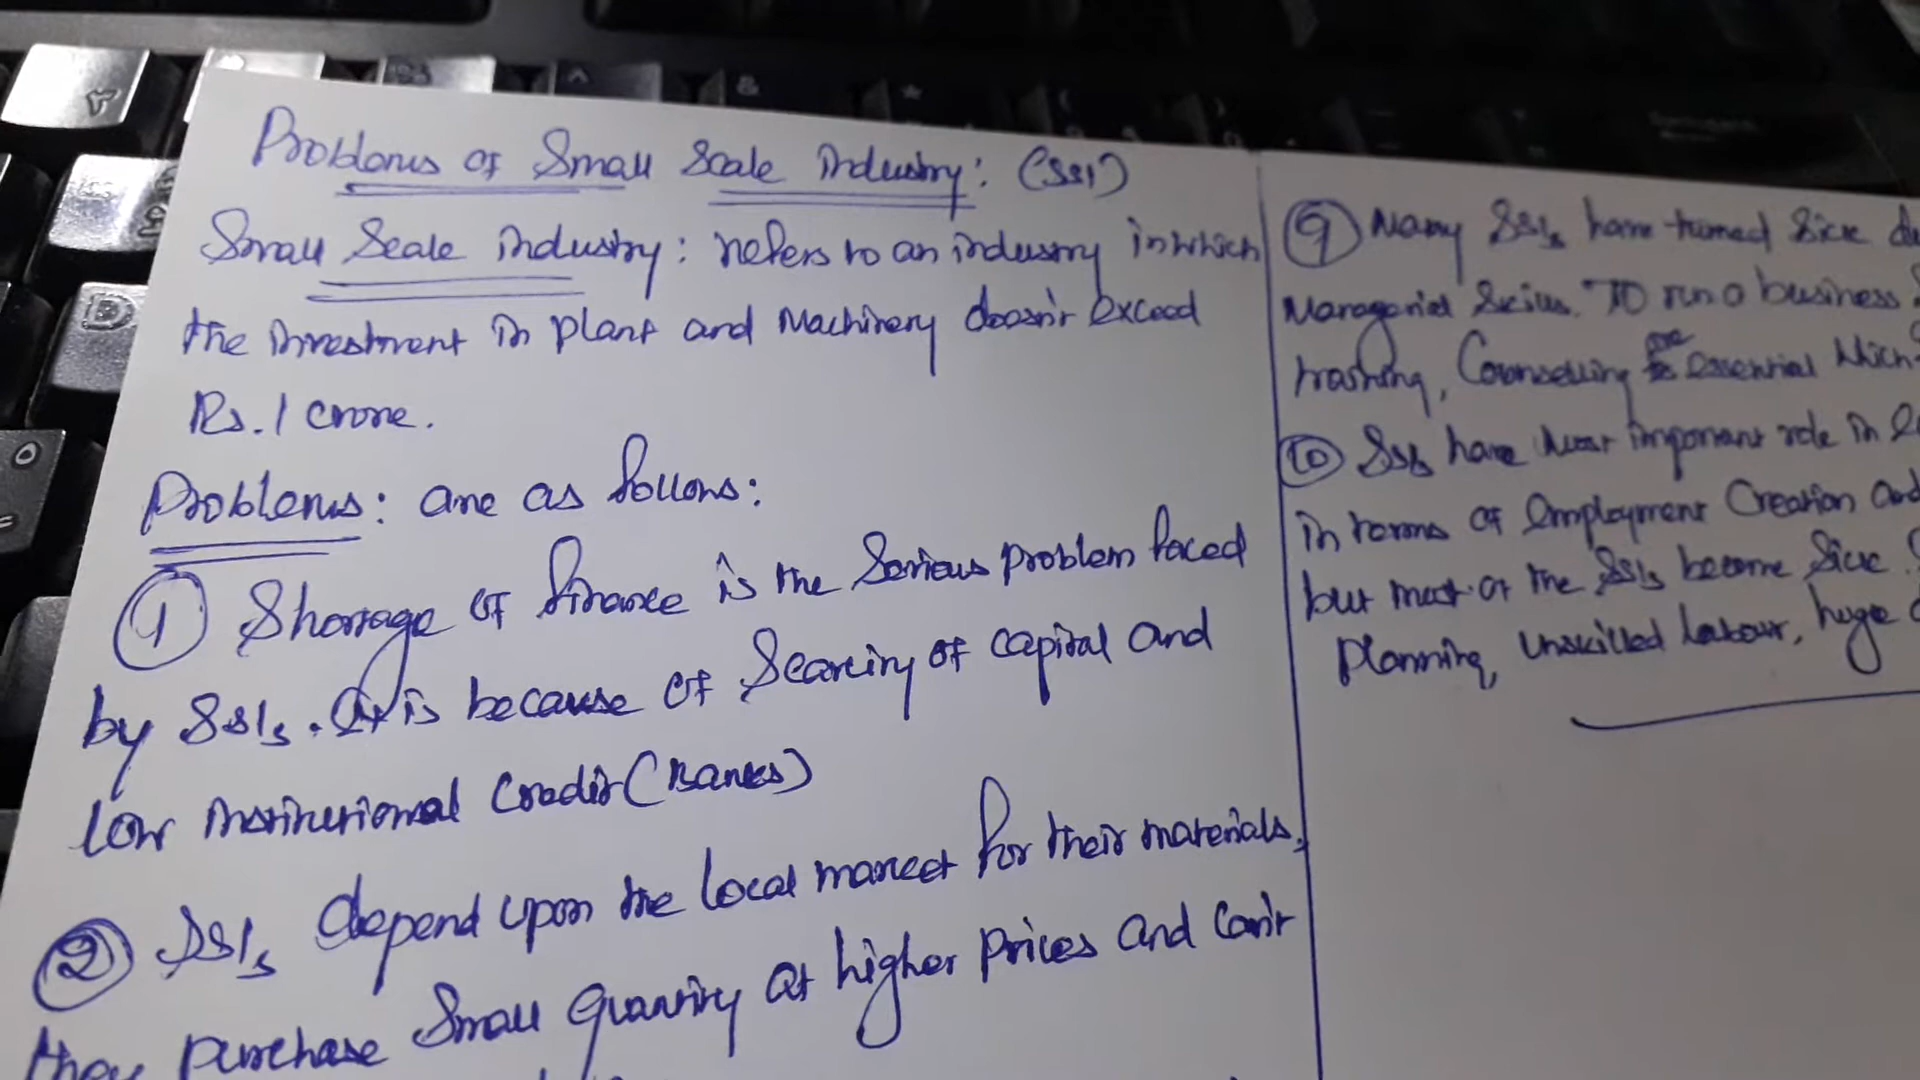 Problems of Small Scale Industry: (SSI)
Small Scale industry: refers to an industry in which
the investment in plant and Machinery doesn't exceed
Rs. 1 crore.
Problems: are as follows:
① Shortage of finance is the Serious problem faced
by SSIs. It is because of Scarcity of capital and
low institutional credit (Banks)
② SSIs depend upon the local market for their materials.
they purchase Small quantity at higher prices and can't
⑨ Many SSIs have turned Sick
Managerial Skills. To run a business
training, Counselling are essential Which
⑩ SSIs have Most important role in
in terms of employment Creation and
but most of the SSIs become Sick.
planning, Unskilled Labour, huge